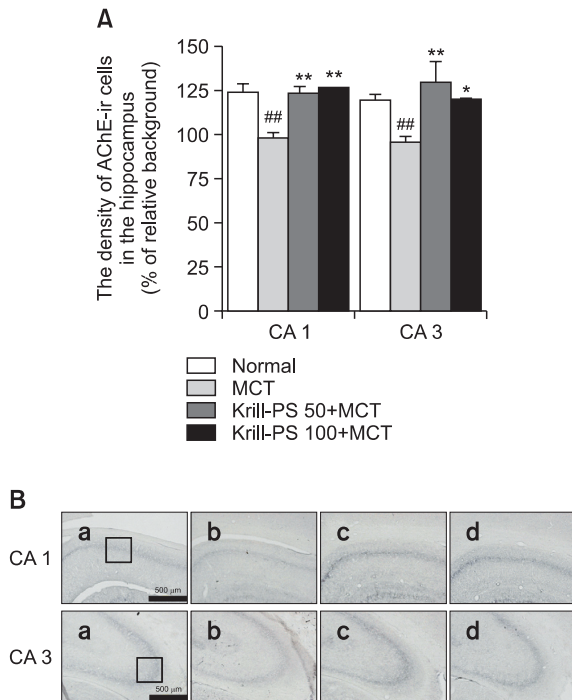 A
The density of AChE-ir cells
in the hippocampus
(% of relative background)
150
125
100
75
50
25
0
##
**
**
##
**
*
CA 1
CA 3
Normal
MCT
Krill-PS 50+MCT
Krill-PS 100+MCT
B
CA 1
a
b
c
d
500 µm
CA 3
a
b
c
d
500 µm